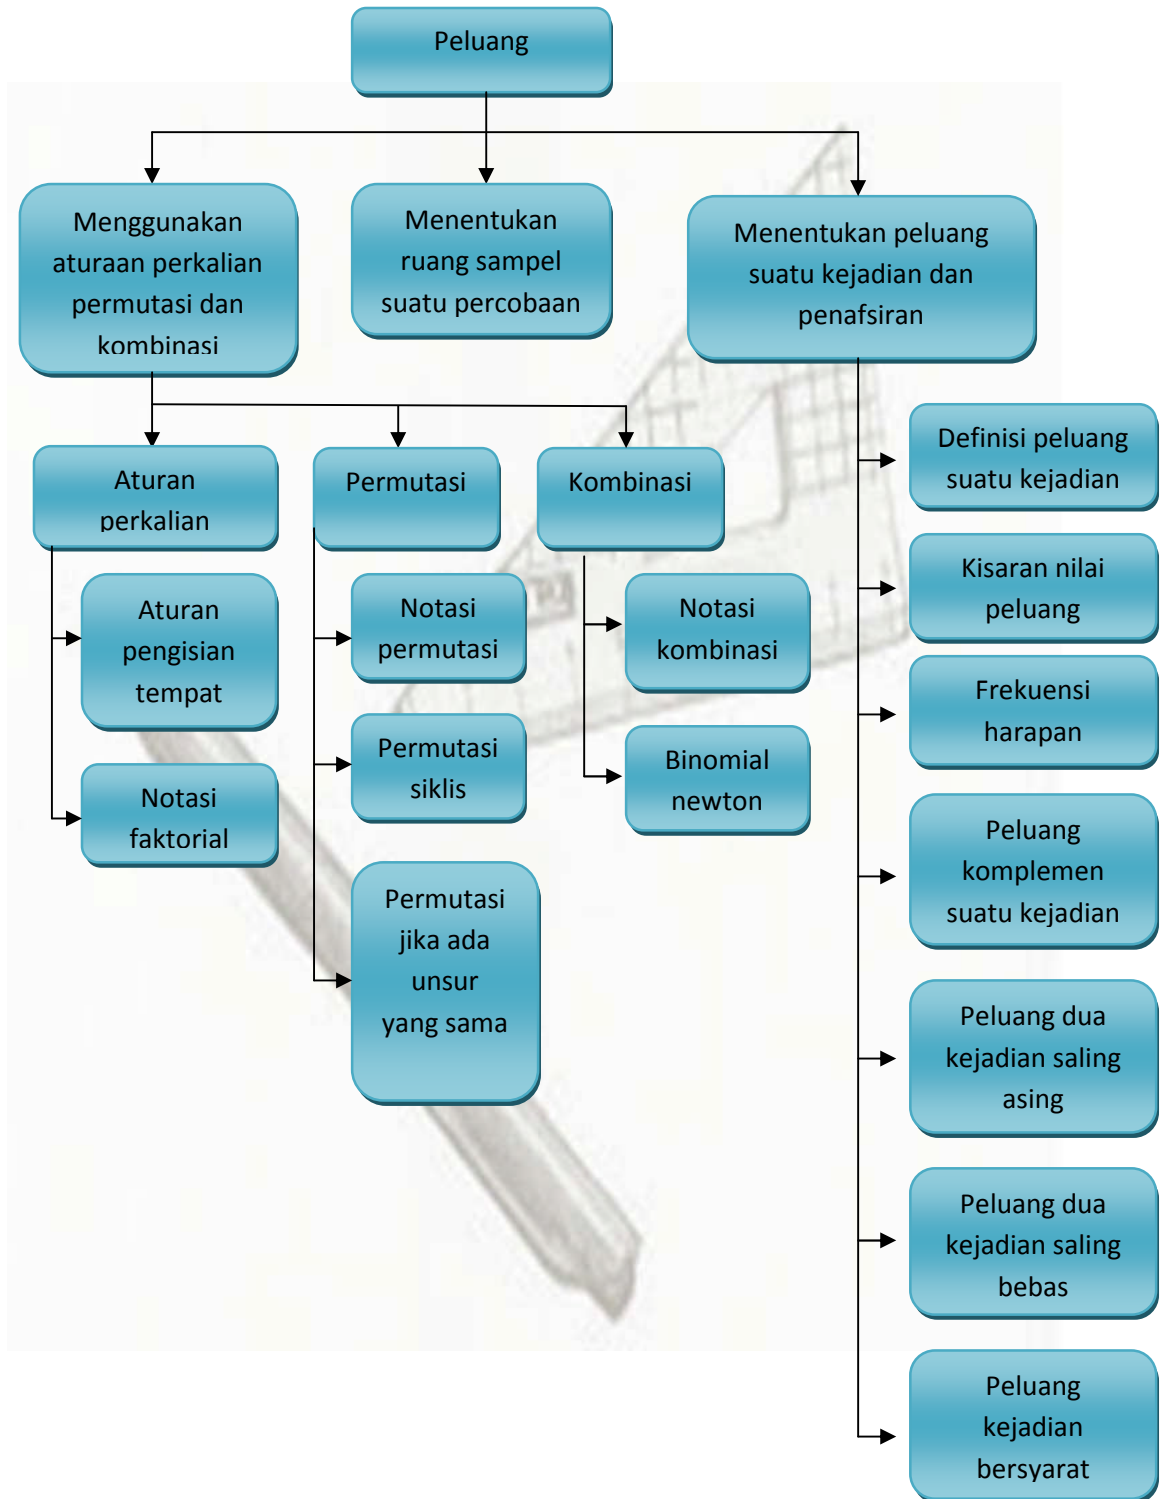 Peluang
Menggunakan
aturaan perkalian
permutasi dan
kombinasi
Menentukan
ruang sampel
suatu percobaan
Menentukan peluang
suatu kejadian dan
penafsiran
Aturan
perkalian
Permutasi
Kombinasi
Aturan
pengisian
tempat
Notasi
faktorial
Notasi
permutasi
Permutasi
siklis
Permutasi
jika ada
unsur
yang sama
Notasi
kombinasi
Binomial
newton
Definisi peluang
suatu kejadian
Kisaran nilai
peluang
Frekuensi
harapan
Peluang
komplemen
suatu kejadian
Peluang dua
kejadian saling
asing
Peluang dua
kejadian saling
bebas
Peluang
kejadian
bersyarat